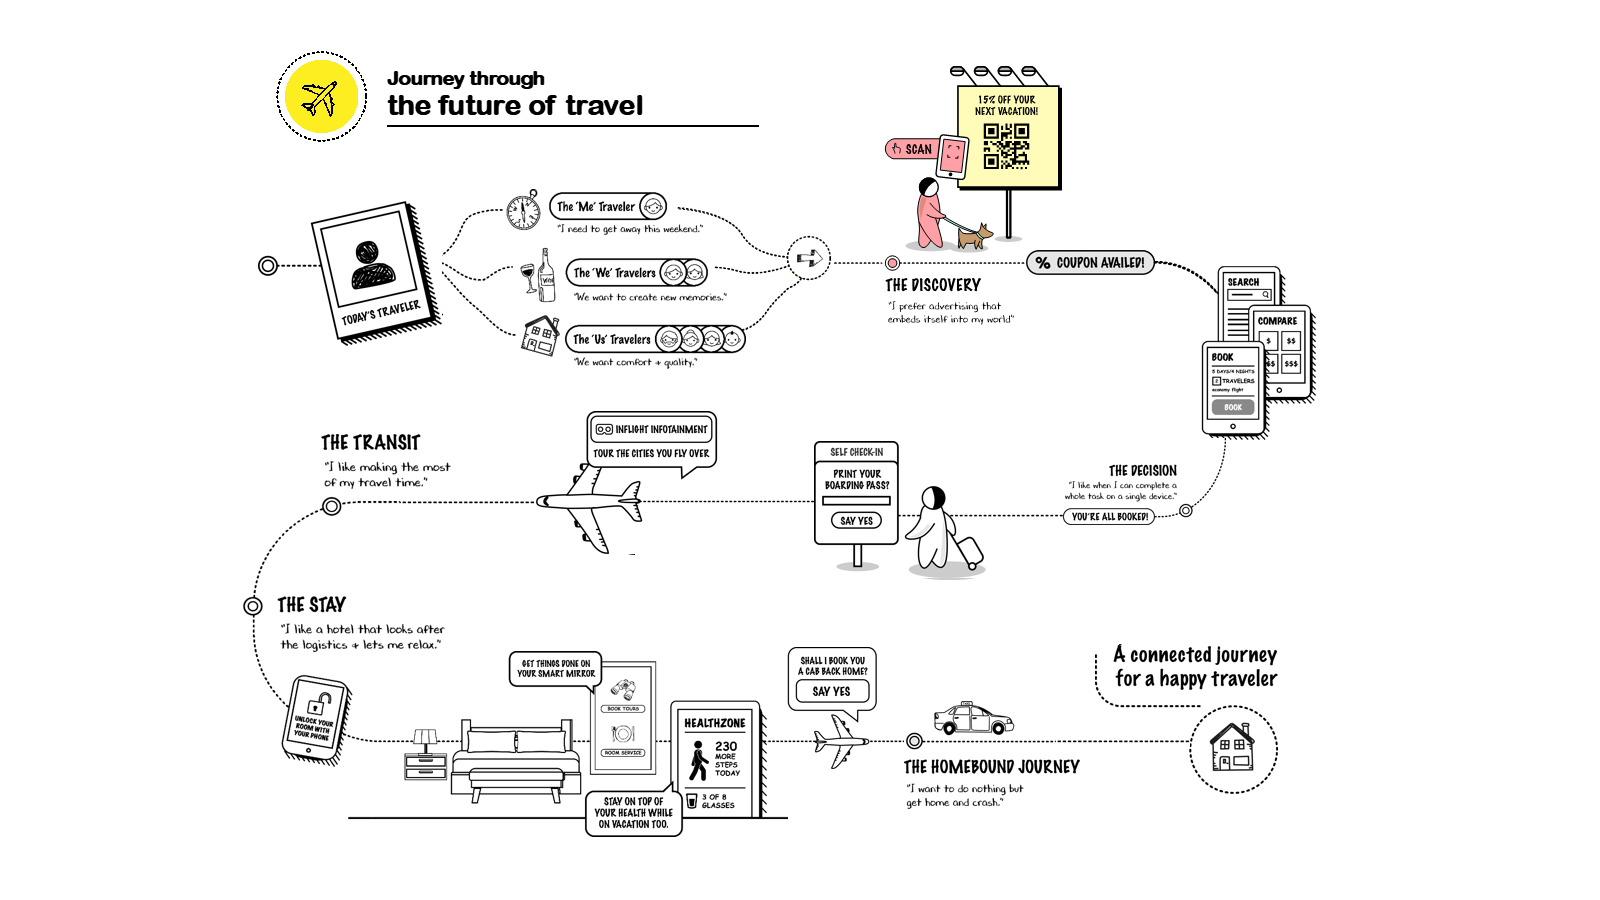 Journey through
the future of travel
15% OFF YOUR
NEXT VACATION!
SCAN
TODAY'S TRAVELER
The 'Me' Traveler
"I need to get away this weekend."
Wine
The 'We' Travelers
"We want to create new memories."
The 'Us' Travelers
"We want comfort + quality."
THE DISCOVERY
"I prefer advertising that
embeds itself into my world"
% COUPON AVAILED!
SEARCH
COMPARE
$ $$
$$ $$$
BOOK
5 DAYS/4 NIGHTS
2 TRAVELERS
economy flight
BOOK
THE DECISION
"I like when I can complete a
whole task on a single device."
YOU'RE ALL BOOKED!
SELF CHECK-IN
PRINT YOUR
BOARDING PASS?
SAY YES
INFLIGHT INFOTAINMENT
TOUR THE CITIES YOU FLY OVER
THE TRANSIT
"I like making the most
of my travel time."
THE STAY
"I like a hotel that looks after
the logistics + lets me relax."
UNLOCK YOUR
ROOM WITH
YOUR PHONE
GET THINGS DONE ON
YOUR SMART MIRROR
BOOK TOURS
ROOM SERVICE
HEALTHZONE
230
MORE
STEPS
TODAY
3 OF 8
GLASSES
STAY ON TOP OF
YOUR HEALTH WHILE
ON VACATION TOO.
SHALL I BOOK YOU
A CAB BACK HOME?
SAY YES
THE HOMEBOUND JOURNEY
"I want to do nothing but
get home and crash."
A connected journey
for a happy traveler